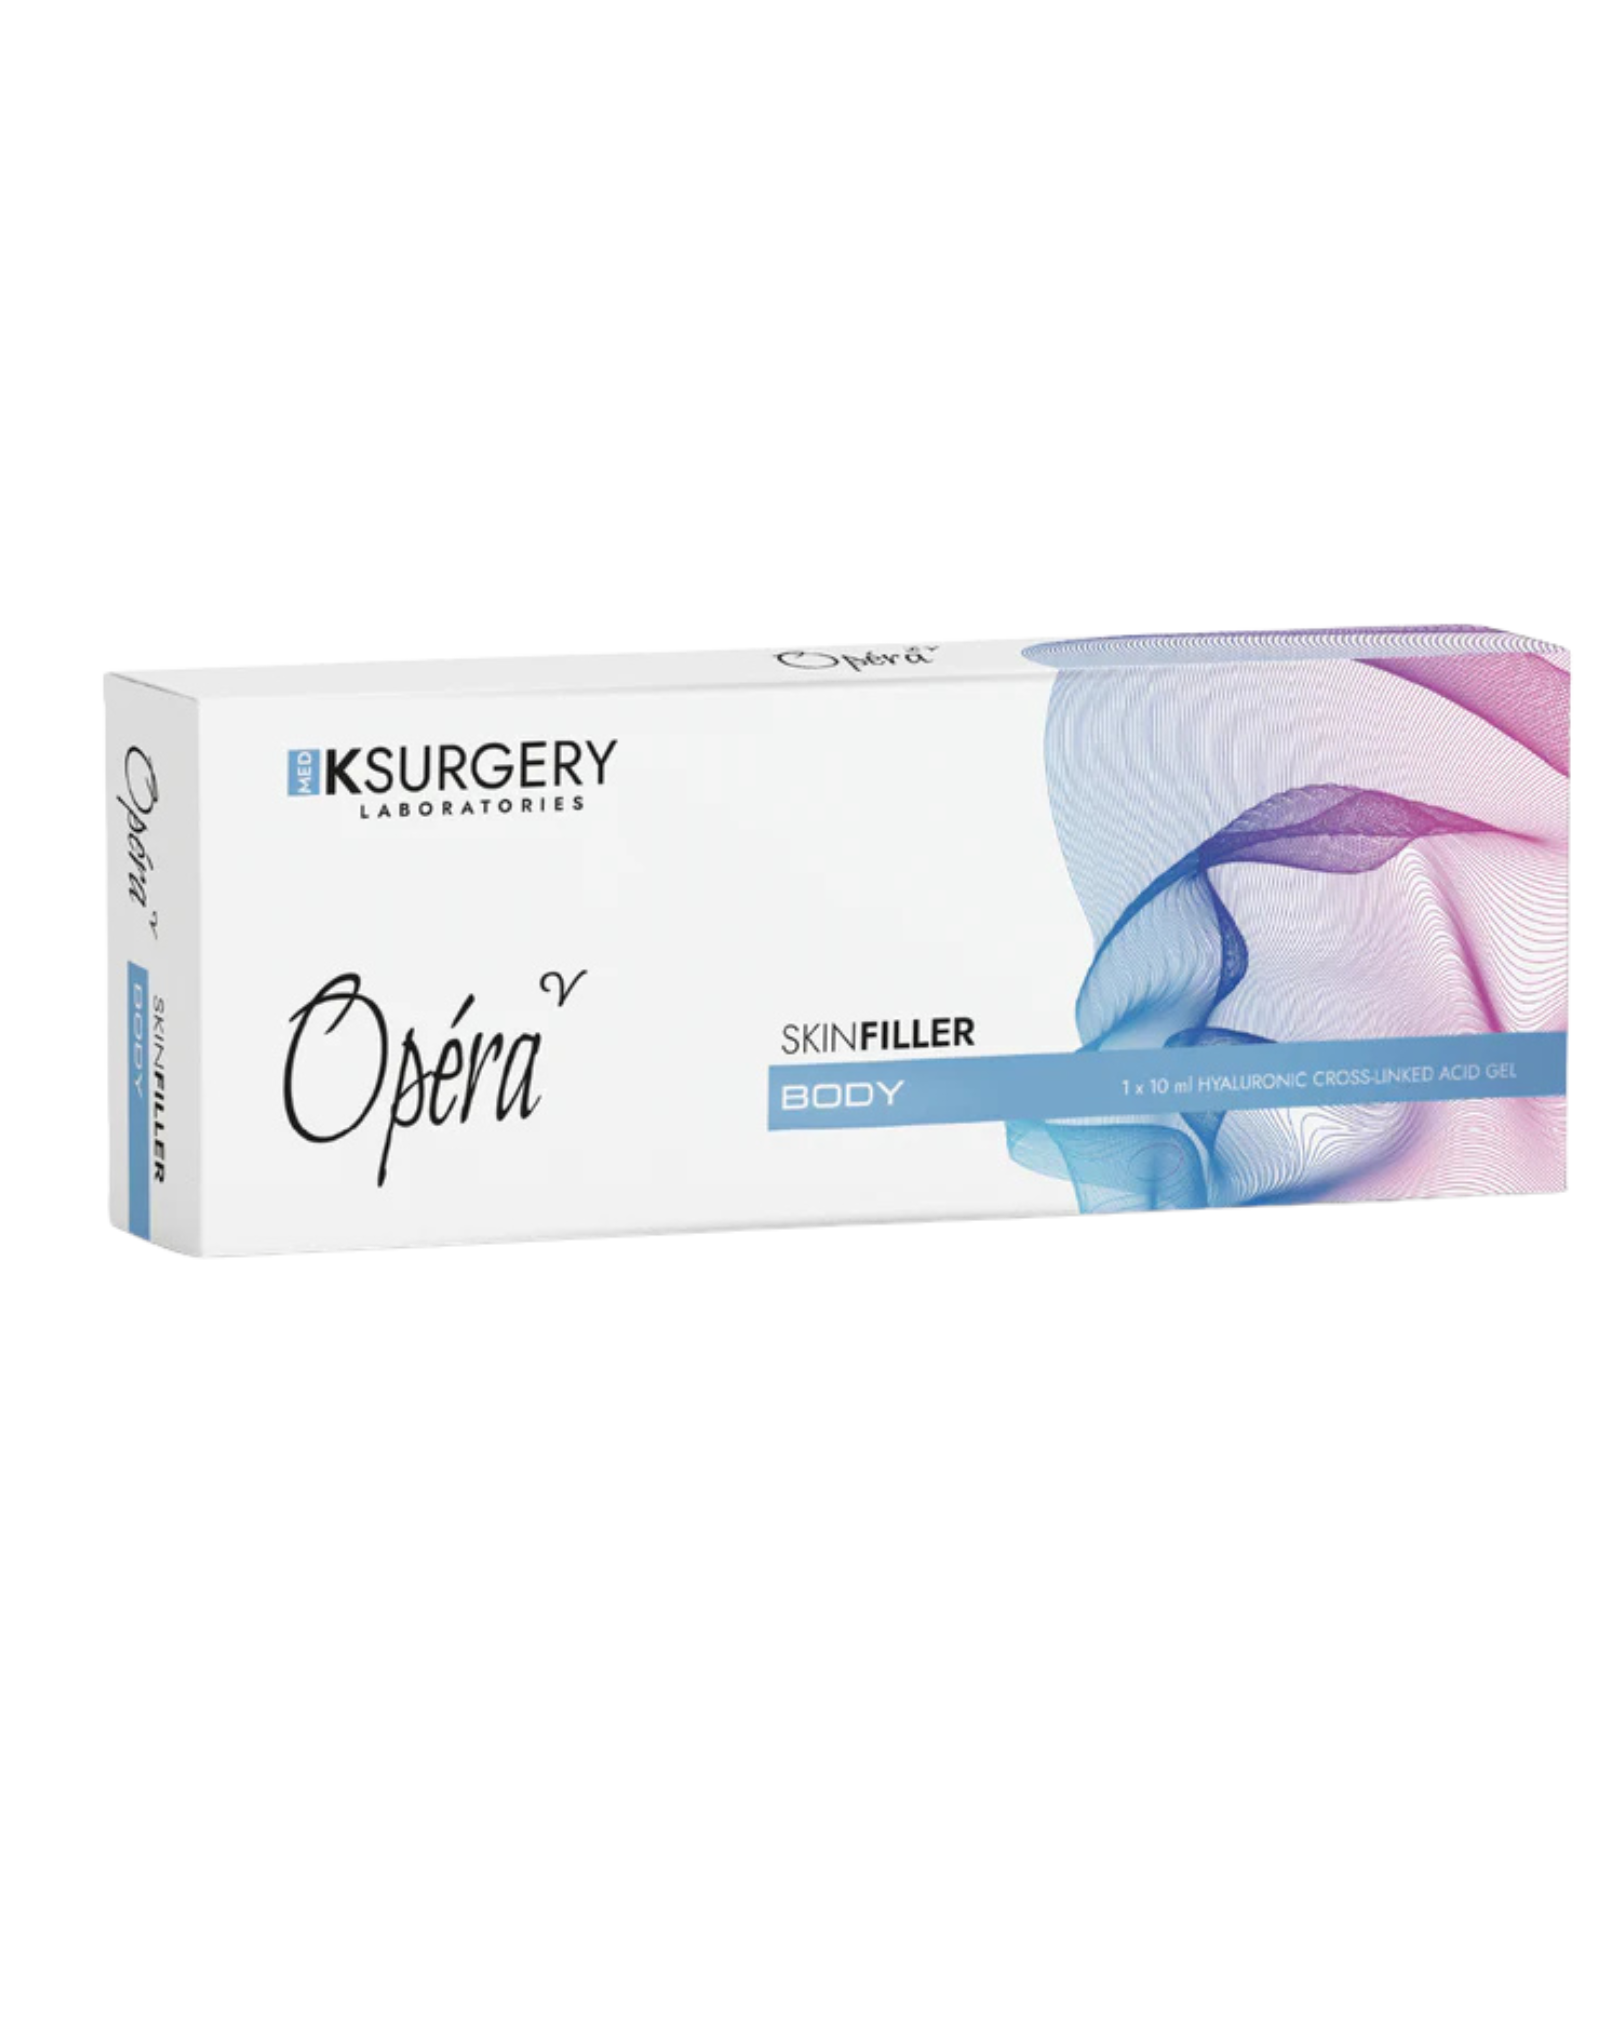 Opéra v
MED KSURGERY
LABORATORIES
Opéra v
SKINFILLER
BODY
1 x 10 ml HYALURONIC CROSS-LINKED ACID GEL
Opéra v
SKINFILLER
BODY